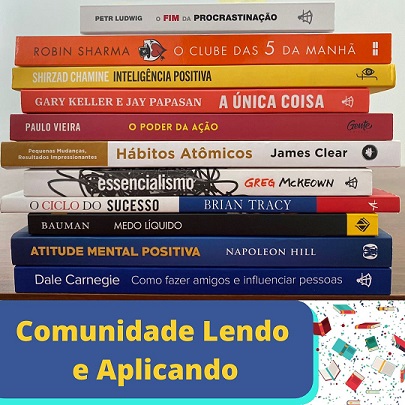 PETR LUDWIG O FIM DA PROCRASTINAÇÃO
ROBIN SHARMA O CLUBE DAS 5 DA MANHÃ
SHIRZAD CHAMINE INTELIGÊNCIA POSITIVA
GARY KELLER E JAY PAPASAN A ÚNICA COISA
PAULO VIEIRA O PODER DA AÇÃO Gente
Pequenas Mudanças, Resultados Impressionantes Hábitos Atômicos James Clear
essencialismo GREG McKEOWN
O CICLO DO SUCESSO BRIAN TRACY
BAUMAN MEDO LÍQUIDO
ATITUDE MENTAL POSITIVA NAPOLEON HILL
Dale Carnegie Como fazer amigos e influenciar pessoas
Comunidade Lendo
e Aplicando